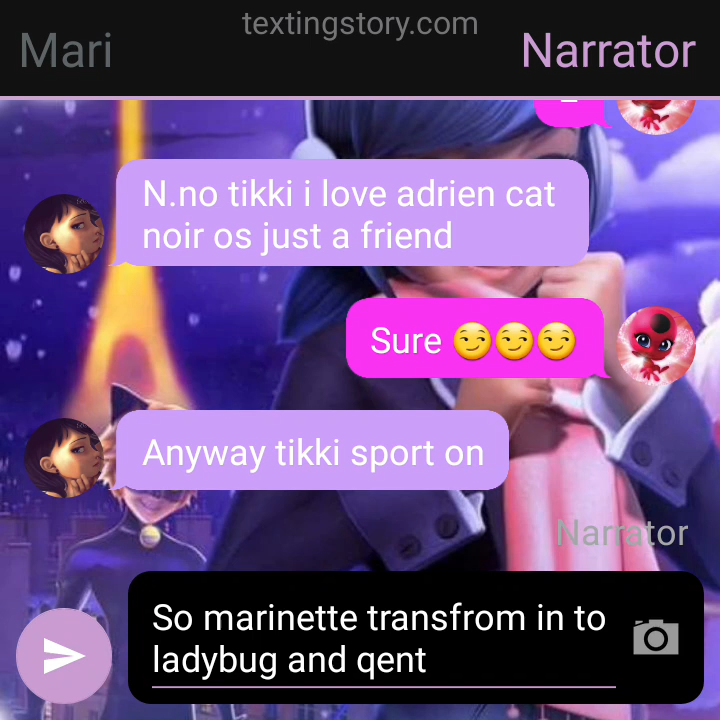 textingstory.com
Mari
Narrator
N.no tikki i love adrien cat
noir os just a friend
Sure 😏😏😏
Anyway tikki sport on
Narrator
So marinette transfrom in to
ladybug and qent